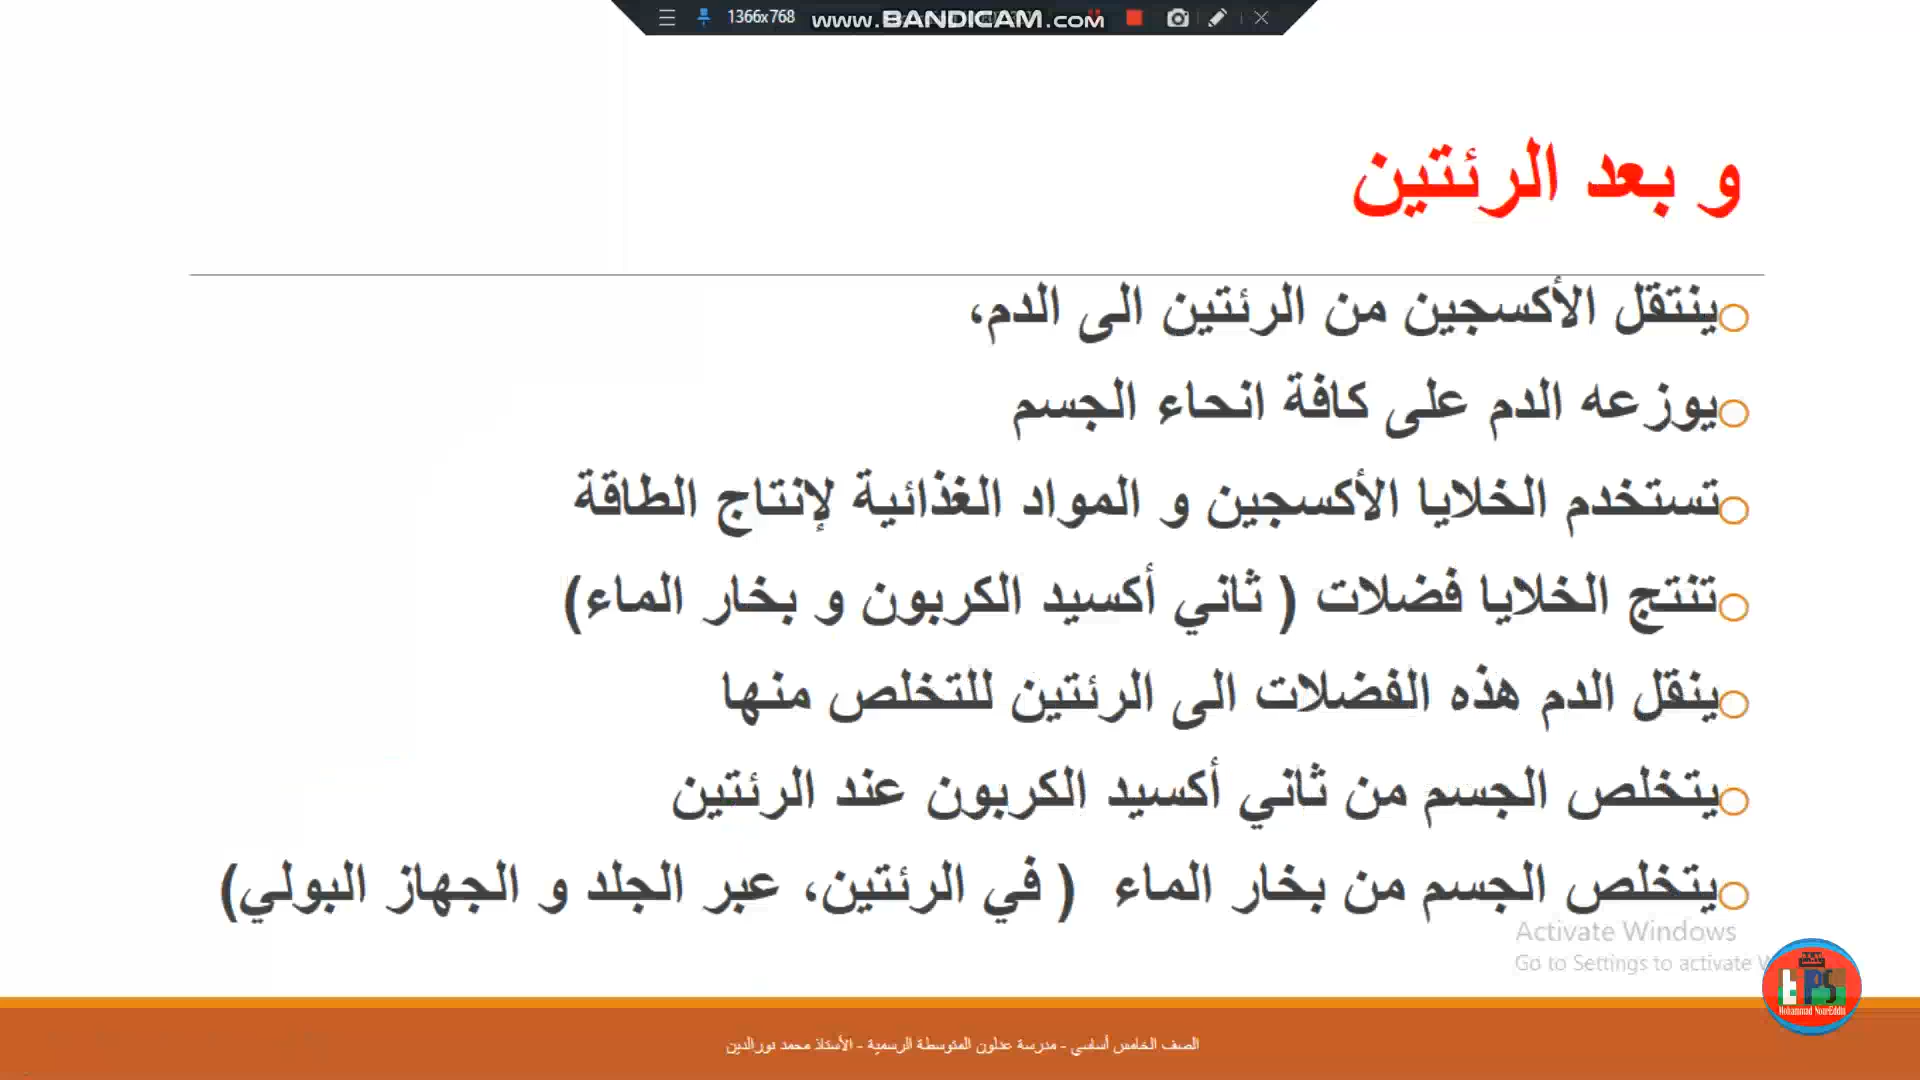 1366x768
www.BANDICAM.com
و بعد الرئتين
ينتقل الأكسجين من الرئتين الى الدم،
يوزعه الدم على كافة انحاء الجسم
تستخدم الخلايا الأكسجين و المواد الغذائية لإنتاج الطاقة
تنتج الخلايا فضلات ( ثاني أكسيد الكربون و بخار الماء)
ينقل الدم هذه الفضلات الى الرئتين للتخلص منها
يتخلص الجسم من ثاني أكسيد الكربون عند الرئتين
يتخلص الجسم من بخار الماء ( في الرئتين، عبر الجلد و الجهاز البولي)
Activate Windows
Go to Settings to activate W
EPS
Mohammad NourEddin
الصف الخامس أساسي - مدرسة عدلون المتوسطة الرسمية - الأستاذ محمد نورالدين